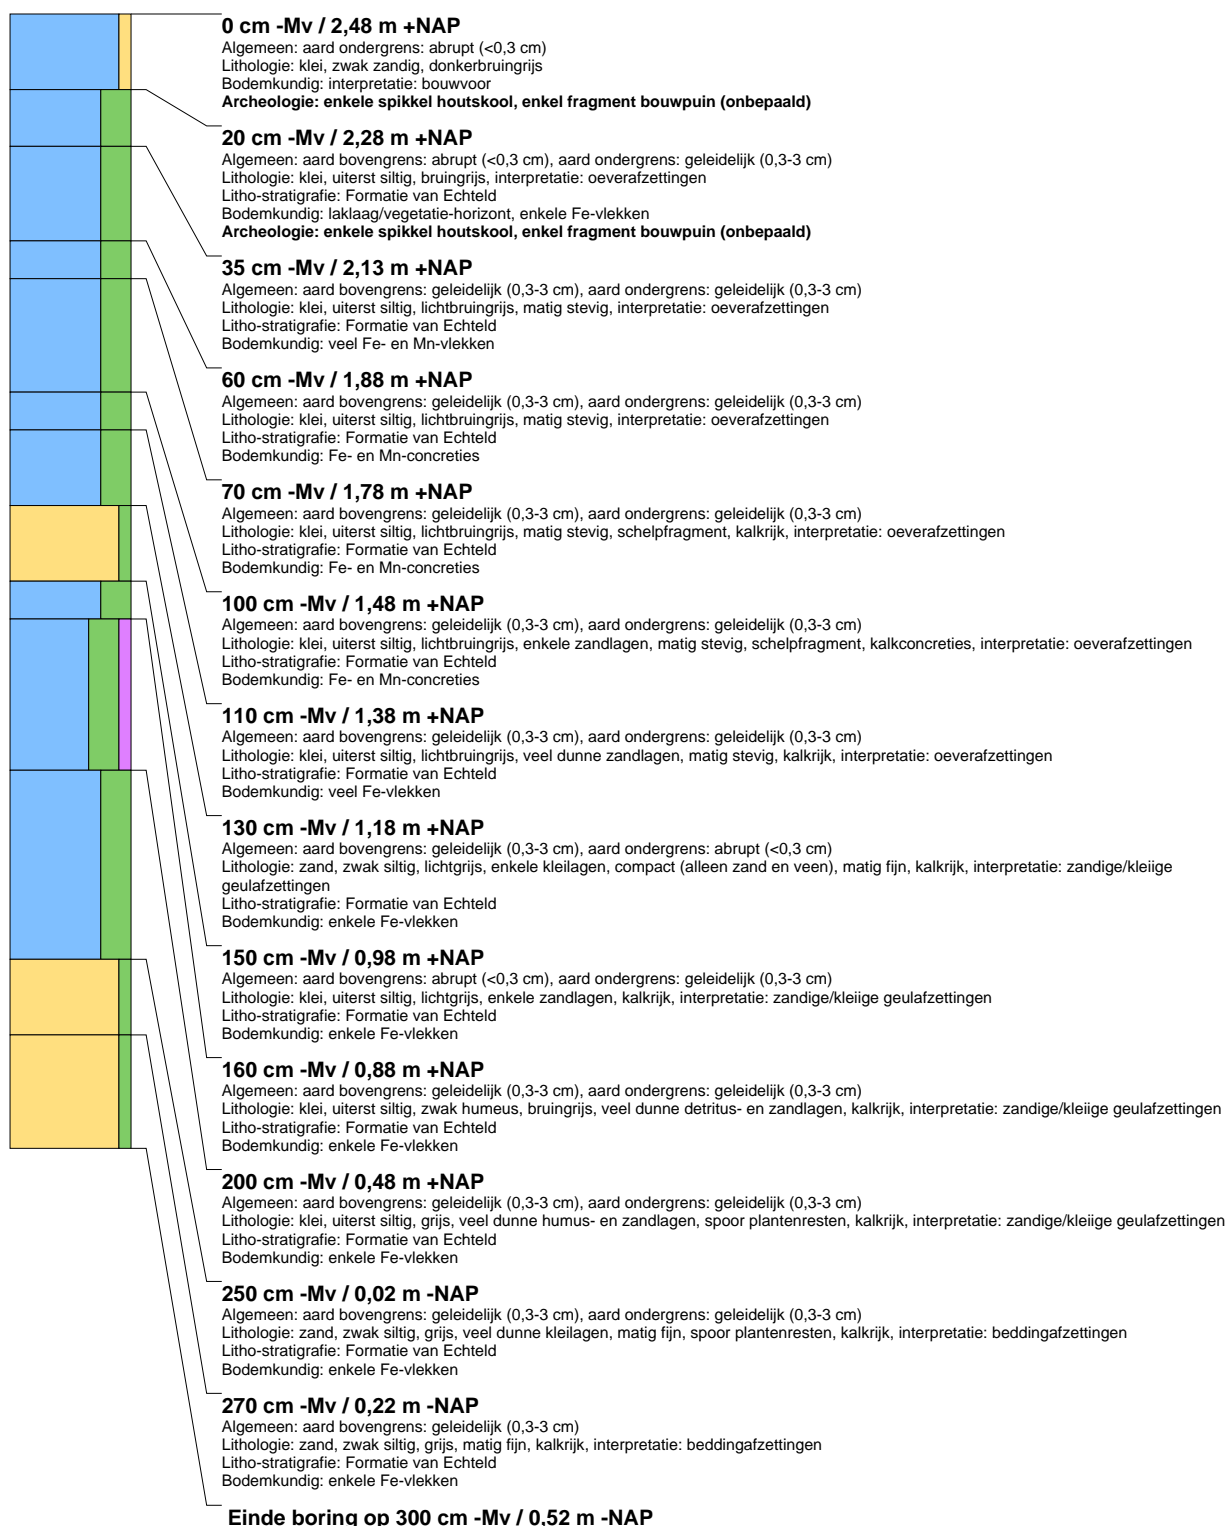 0 cm -Mv / 2,48 m +NAP
Algemeen: aard ondergrens: abrupt (<0,3 cm)
Lithologie: klei, zwak zandig, donkerbruingrijs
Bodemkundig: interpretatie: bouwvoor
Archeologie: enkele spikkel houtskool, enkel fragment bouwpuin (onbepaald)
20 cm -Mv / 2,28 m +NAP
Algemeen: aard bovengrens: abrupt (<0,3 cm), aard ondergrens: geleidelijk (0,3-3 cm)
Lithologie: klei, uiterst siltig, bruingrijs, interpretatie: oeverafzettingen
Litho-stratigrafie: Formatie van Echteld
Bodemkundig: laklaag/vegetatie-horizont, enkele Fe-vlekken
Archeologie: enkele spikkel houtskool, enkel fragment bouwpuin (onbepaald)
35 cm -Mv / 2,13 m +NAP
Algemeen: aard bovengrens: geleidelijk (0,3-3 cm), aard ondergrens: geleidelijk (0,3-3 cm)
Lithologie: klei, uiterst siltig, lichtbruingrijs, matig stevig, interpretatie: oeverafzettingen
Litho-stratigrafie: Formatie van Echteld
Bodemkundig: veel Fe- en Mn-vlekken
60 cm -Mv / 1,88 m +NAP
Algemeen: aard bovengrens: geleidelijk (0,3-3 cm), aard ondergrens: geleidelijk (0,3-3 cm)
Lithologie: klei, uiterst siltig, lichtbruingrijs, matig stevig, interpretatie: oeverafzettingen
Litho-stratigrafie: Formatie van Echteld
Bodemkundig: Fe- en Mn-concreties
70 cm -Mv / 1,78 m +NAP
Algemeen: aard bovengrens: geleidelijk (0,3-3 cm), aard ondergrens: geleidelijk (0,3-3 cm)
Lithologie: klei, uiterst siltig, lichtbruingrijs, matig stevig, schelpfragment, kalkrijk, interpretatie: oeverafzettingen
Litho-stratigrafie: Formatie van Echteld
Bodemkundig: Fe- en Mn-concreties
100 cm -Mv / 1,48 m +NAP
Algemeen: aard bovengrens: geleidelijk (0,3-3 cm), aard ondergrens: geleidelijk (0,3-3 cm)
Lithologie: klei, uiterst siltig, lichtbruingrijs, enkele zandlagen, matig stevig, schelpfragment, kalkconcreties, interpretatie: oeverafzettingen
Litho-stratigrafie: Formatie van Echteld
Bodemkundig: Fe- en Mn-concreties
110 cm -Mv / 1,38 m +NAP
Algemeen: aard bovengrens: geleidelijk (0,3-3 cm), aard ondergrens: geleidelijk (0,3-3 cm)
Lithologie: klei, uiterst siltig, lichtbruingrijs, veel dunne zandlagen, matig stevig, kalkrijk, interpretatie: oeverafzettingen
Litho-stratigrafie: Formatie van Echteld
Bodemkundig: veel Fe-vlekken
130 cm -Mv / 1,18 m +NAP
Algemeen: aard bovengrens: geleidelijk (0,3-3 cm), aard ondergrens: abrupt (<0,3 cm)
Lithologie: zand, zwak siltig, lichtgrijs, enkele kleilagen, compact (alleen zand en veen), matig fijn, kalkrijk, interpretatie: zandige/kleiige
geulafzettingen
Litho-stratigrafie: Formatie van Echteld
Bodemkundig: enkele Fe-vlekken
150 cm -Mv / 0,98 m +NAP
Algemeen: aard bovengrens: abrupt (<0,3 cm), aard ondergrens: geleidelijk (0,3-3 cm)
Lithologie: klei, uiterst siltig, lichtgrijs, enkele zandlagen, kalkrijk, interpretatie: zandige/kleiige geulafzettingen
Litho-stratigrafie: Formatie van Echteld
Bodemkundig: enkele Fe-vlekken
160 cm -Mv / 0,88 m +NAP
Algemeen: aard bovengrens: geleidelijk (0,3-3 cm), aard ondergrens: geleidelijk (0,3-3 cm)
Lithologie: klei, uiterst siltig, zwak humeus, bruingrijs, veel dunne detritus- en zandlagen, kalkrijk, interpretatie: zandige/kleiige geulafzettingen
Litho-stratigrafie: Formatie van Echteld
Bodemkundig: enkele Fe-vlekken
200 cm -Mv / 0,48 m +NAP
Algemeen: aard bovengrens: geleidelijk (0,3-3 cm), aard ondergrens: geleidelijk (0,3-3 cm)
Lithologie: klei, uiterst siltig, grijs, veel dunne humus- en zandlagen, spoor plantenresten, kalkrijk, interpretatie: zandige/kleiige geulafzettingen
Litho-stratigrafie: Formatie van Echteld
Bodemkundig: enkele Fe-vlekken
250 cm -Mv / 0,02 m -NAP
Algemeen: aard bovengrens: geleidelijk (0,3-3 cm), aard ondergrens: geleidelijk (0,3-3 cm)
Lithologie: zand, zwak siltig, grijs, veel dunne kleilagen, matig fijn, spoor plantenresten, kalkrijk, interpretatie: beddingafzettingen
Litho-stratigrafie: Formatie van Echteld
Bodemkundig: enkele Fe-vlekken
270 cm -Mv / 0,22 m -NAP
Algemeen: aard bovengrens: geleidelijk (0,3-3 cm)
Lithologie: zand, zwak siltig, grijs, matig fijn, kalkrijk, interpretatie: beddingafzettingen
Litho-stratigrafie: Formatie van Echteld
Bodemkundig: enkele Fe-vlekken
Einde boring op 300 cm -Mv / 0,52 m -NAP